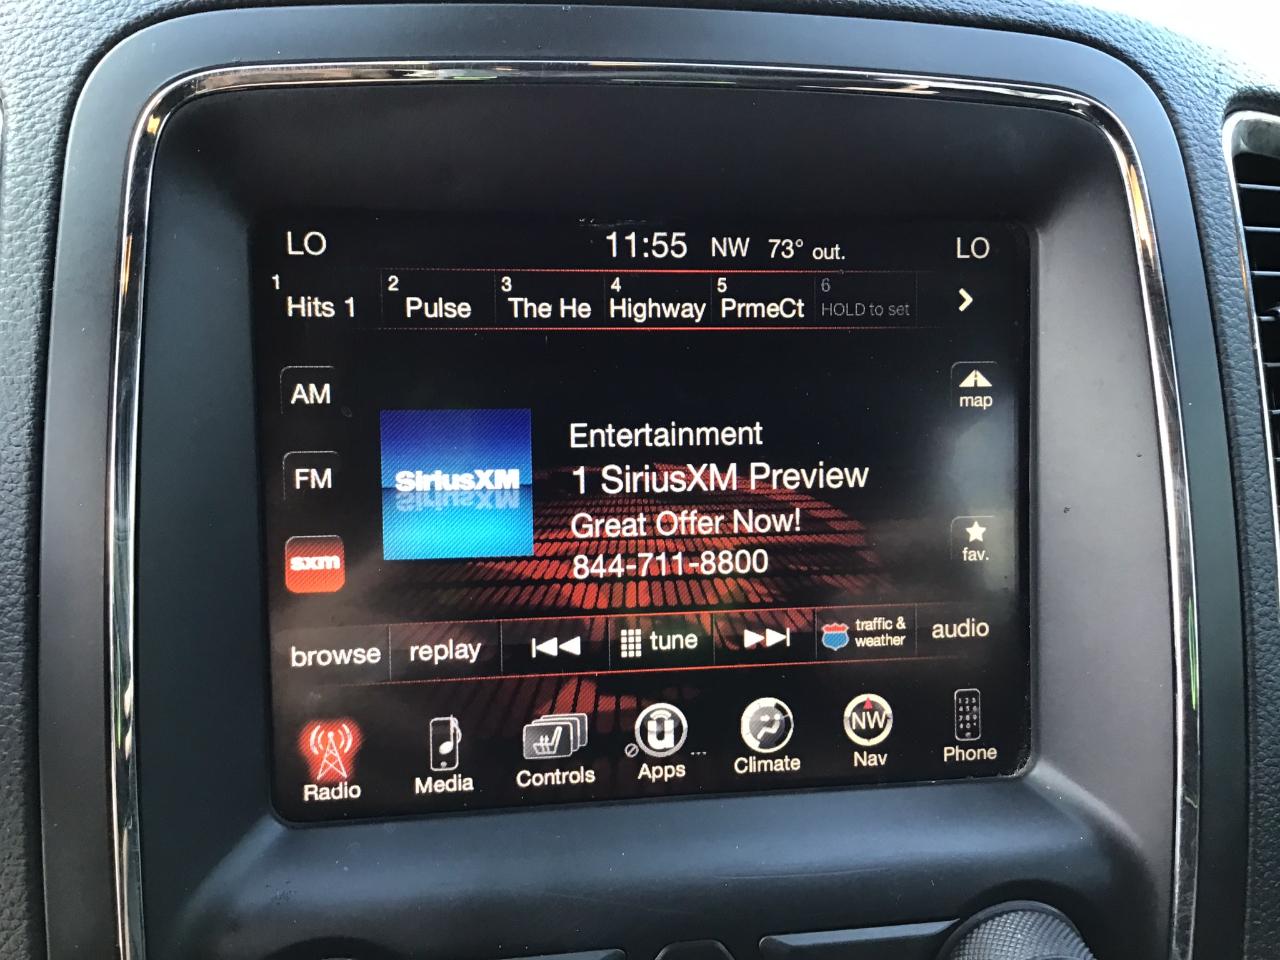 LO 11:55 NW 73° out. LO
1 Hits 1 2 Pulse 3 The He 4 Highway 5 PrmeCt 6 HOLD to set
AM
map
FM
SiriusXM
Entertainment
1 SiriusXM Preview
Great Offer Now!
844-711-8800
fav.
sxm
browse replay tune traffic & weather audio
Radio Media Controls Apps Climate NW Nav Phone